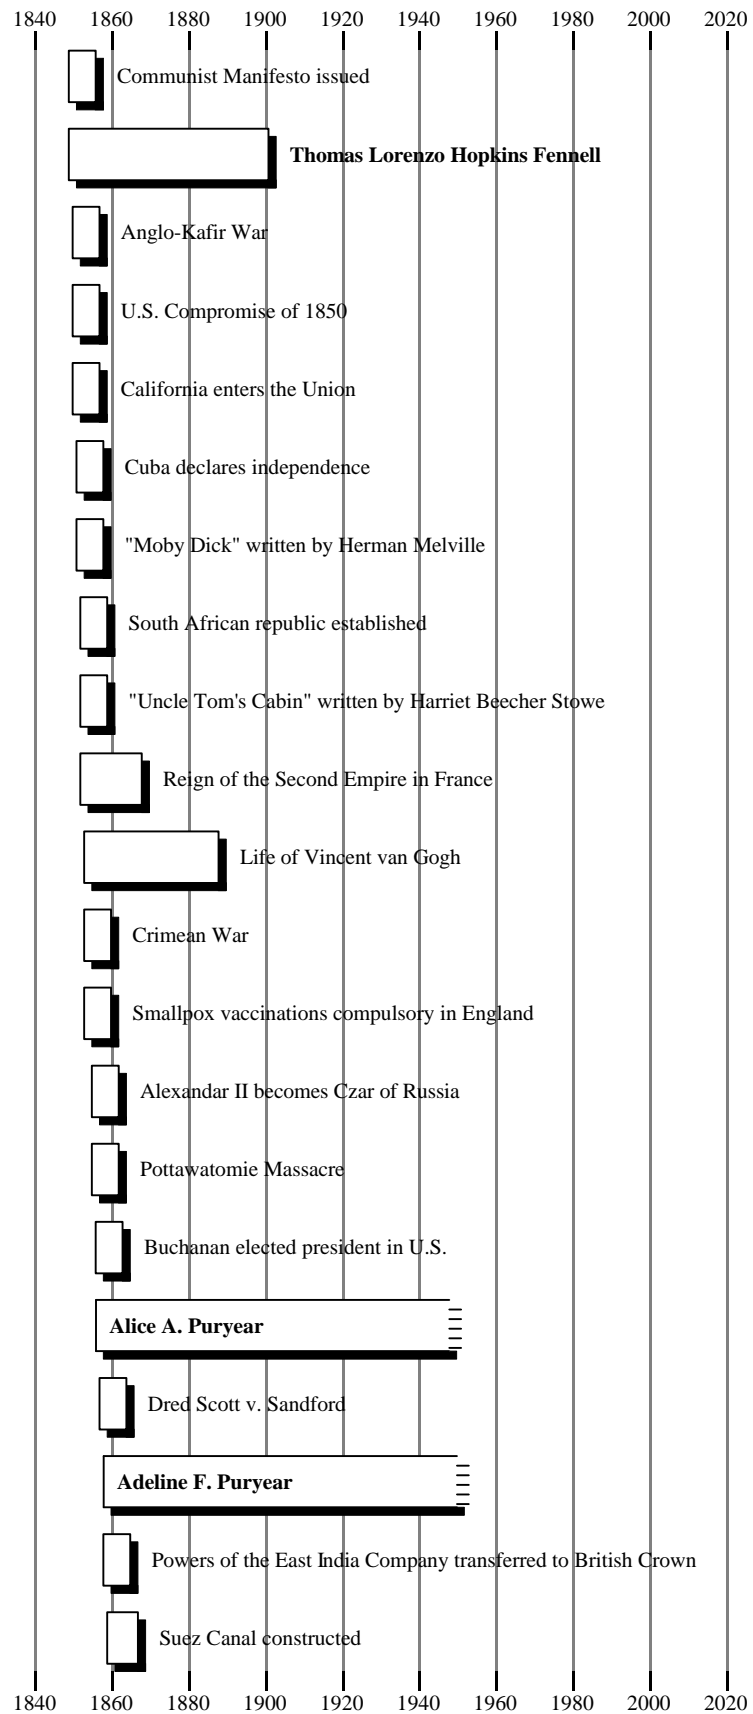 1840 1860 1880 1900 1920 1940 1960 1980 2000 2020
Communist Manifesto issued
Thomas Lorenzo Hopkins Fennell
Anglo-Kafir War
U.S. Compromise of 1850
California enters the Union
Cuba declares independence
"Moby Dick" written by Herman Melville
South African republic established
"Uncle Tom's Cabin" written by Harriet Beecher Stowe
Reign of the Second Empire in France
Life of Vincent van Gogh
Crimean War
Smallpox vaccinations compulsory in England
Alexandar II becomes Czar of Russia
Pottawatomie Massacre
Buchanan elected president in U.S.
Alice A. Puryear
Dred Scott v. Sandford
Adeline F. Puryear
Powers of the East India Company transferred to British Crown
Suez Canal constructed
1840 1860 1880 1900 1920 1940 1960 1980 2000 2020